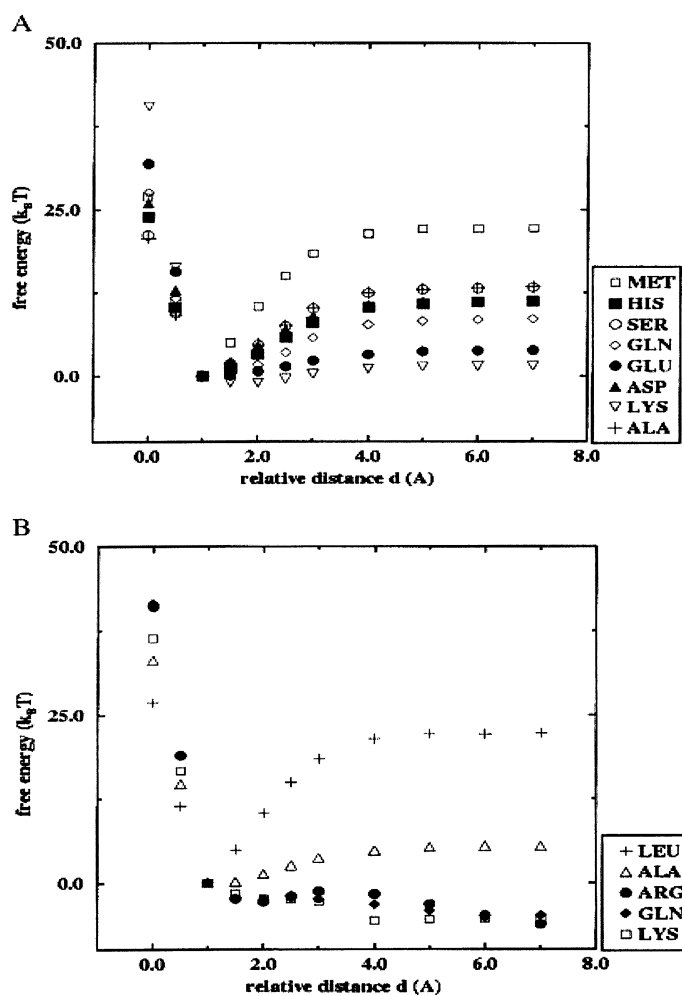 A
50.0
25.0
0.0
free energy (k_BT)
0.0 2.0 4.0 6.0 8.0
relative distance d (A)
MET
HIS
SER
GLN
GLU
ASP
LYS
ALA
B
50.0
25.0
0.0
free energy (k_BT)
0.0 2.0 4.0 6.0 8.0
relative distance d (A)
LEU
ALA
ARG
GLN
LYS